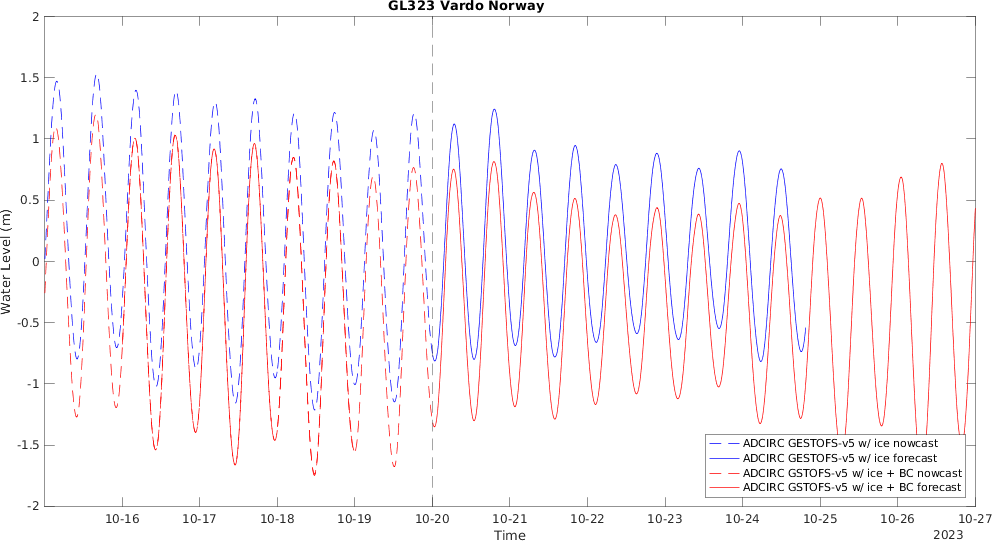 GL323 Vardo Norway
2
1.5
1
0.5
0
-0.5
-1
-1.5
-2
Water Level (m)
ADCIRC GESTOFS-v5 w/ ice nowcast
ADCIRC GESTOFS-v5 w/ ice forecast
ADCIRC GSTOFS-v5 w/ ice + BC nowcast
ADCIRC GSTOFS-v5 w/ ice + BC forecast
10-16 10-17 10-18 10-19 10-20 10-21 10-22 10-23 10-24 10-25 10-26 10-27
Time
2023